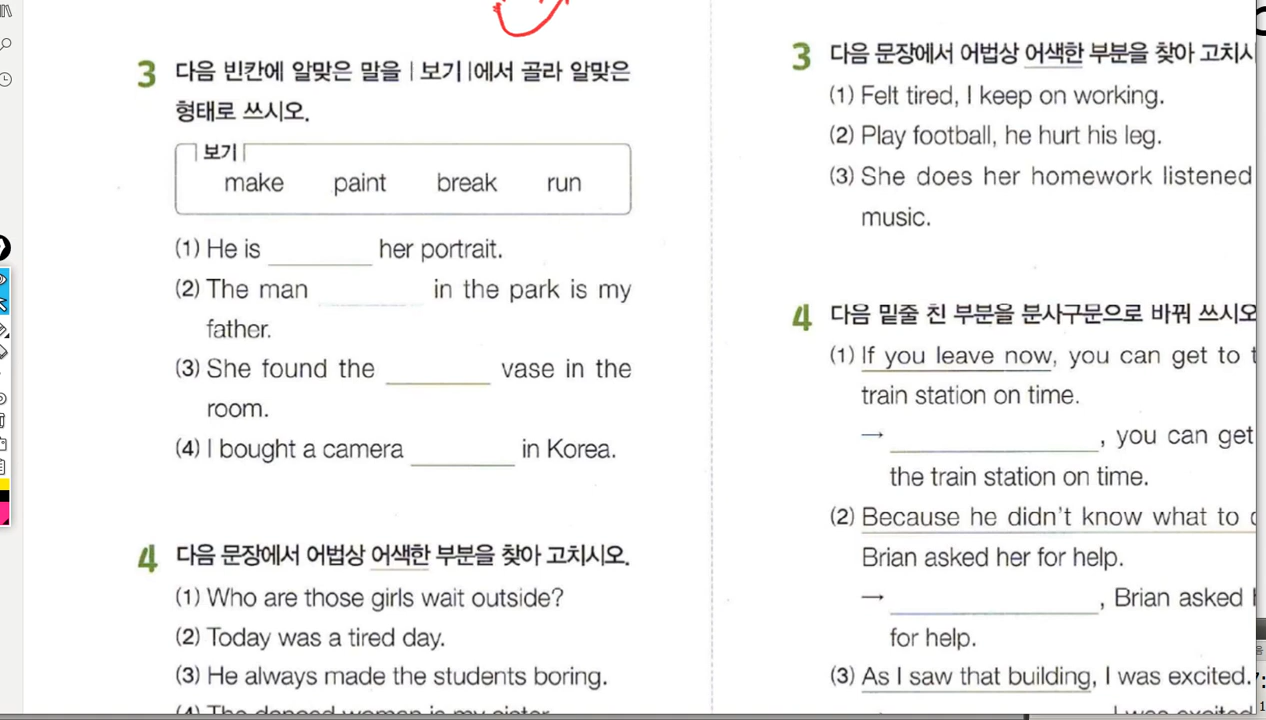 3 다음 빈칸에 알맞은 말을 |보기|에서 골라 알맞은
형태로 쓰시오.
|보기|
make paint break run
(1) He is ________ her portrait.
(2) The man ________ in the park is my
father.
(3) She found the ________ vase in the
room.
(4) I bought a camera ________ in Korea.
4 다음 문장에서 어법상 어색한 부분을 찾아 고치시오.
(1) Who are those girls wait outside?
(2) Today was a tired day.
(3) He always made the students boring.
(4) The danced woman is my sister.
3 다음 문장에서 어법상 어색한 부분을 찾아 고치시
(1) Felt tired, I keep on working.
(2) Play football, he hurt his leg.
(3) She does her homework listened
music.
4 다음 밑줄 친 부분을 분사구문으로 바꿔 쓰시오
(1) If you leave now, you can get to
train station on time.
→ ________, you can get
the train station on time.
(2) Because he didn't know what to
Brian asked her for help.
→ ________, Brian asked
for help.
(3) As I saw that building, I was excited.
I was excited